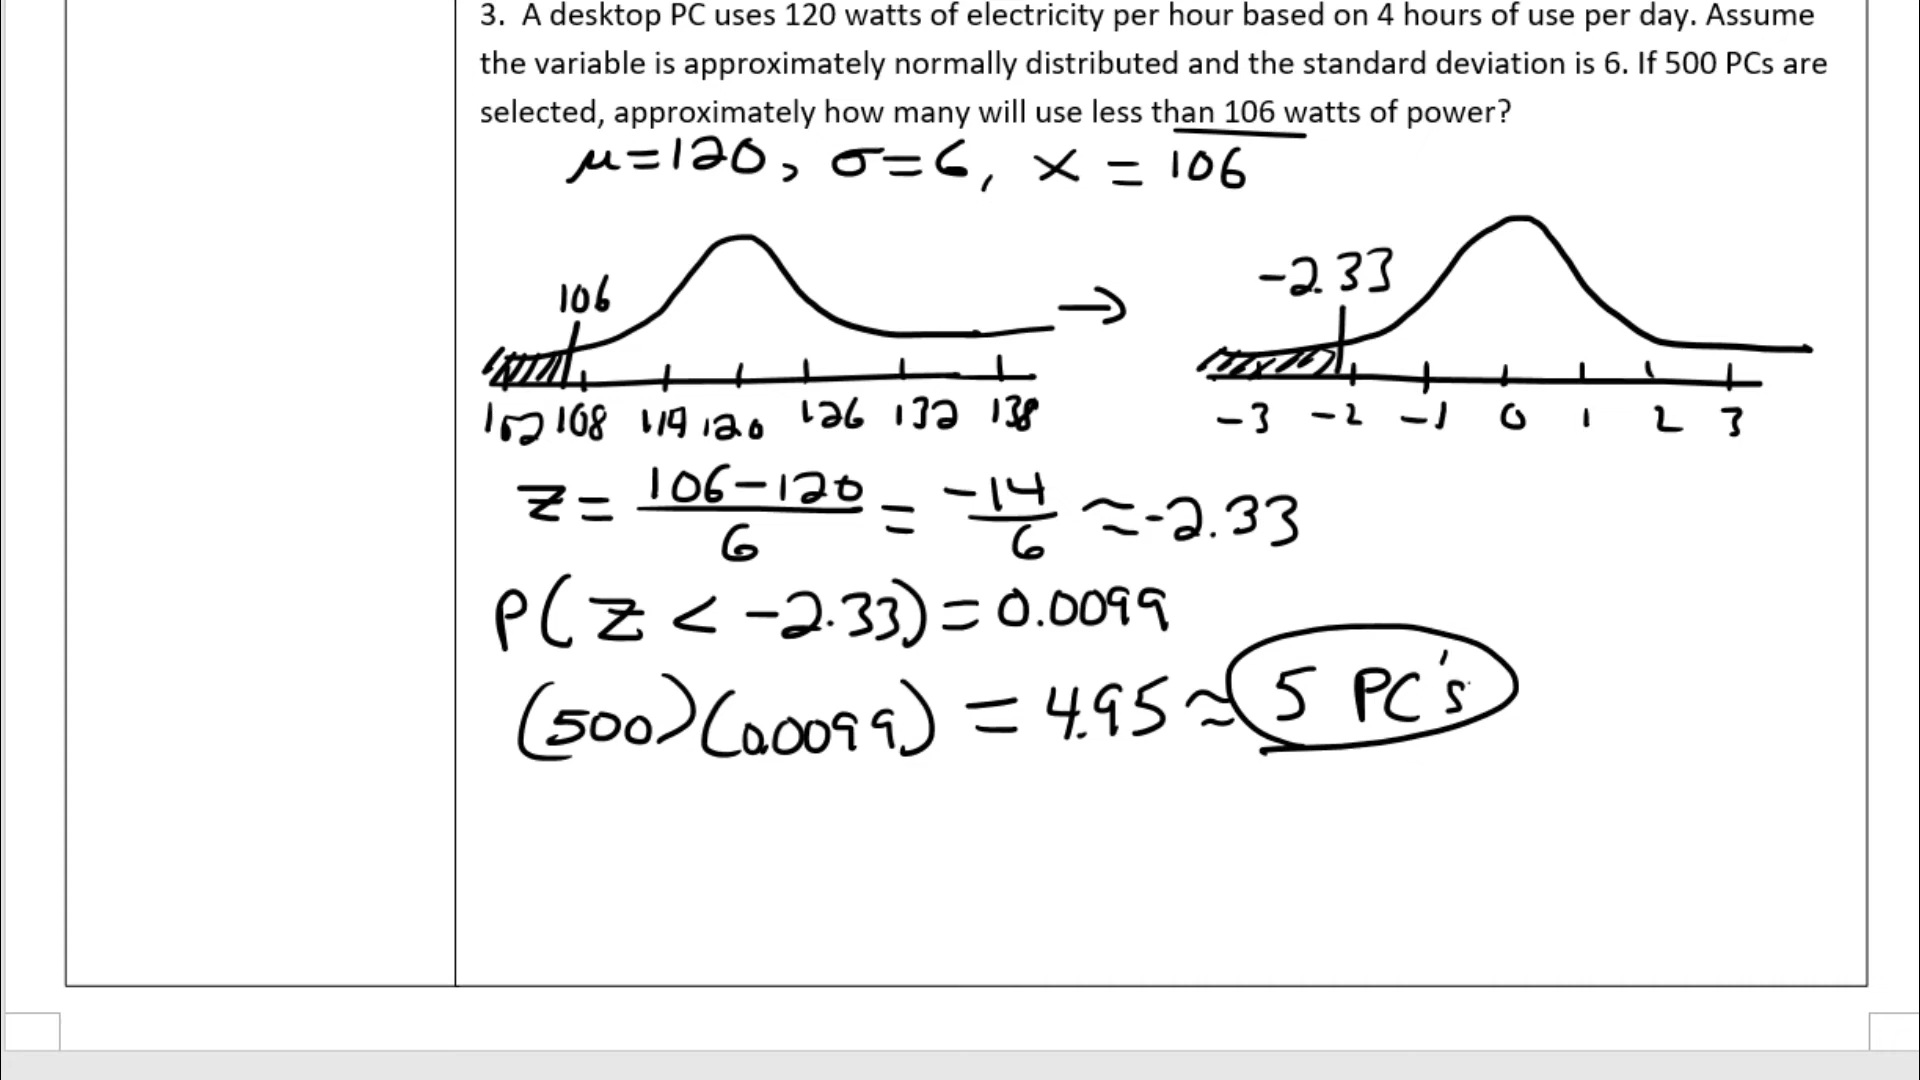 3. A desktop PC uses 120 watts of electricity per hour based on 4 hours of use per day. Assume
the variable is approximately normally distributed and the standard deviation is 6. If 500 PCs are
selected, approximately how many will use less than 106 watts of power?
μ=120, σ=6, x = 106
106 → -2.33
102 108 114 120 126 132 138 -3 -2 -1 0 1 2 3
z = 106-120/6 = -14/6 ≈ -2.33
P(z < -2.33) = 0.0099
(500)(0.0099) = 4.95 ≈ 5 PC's